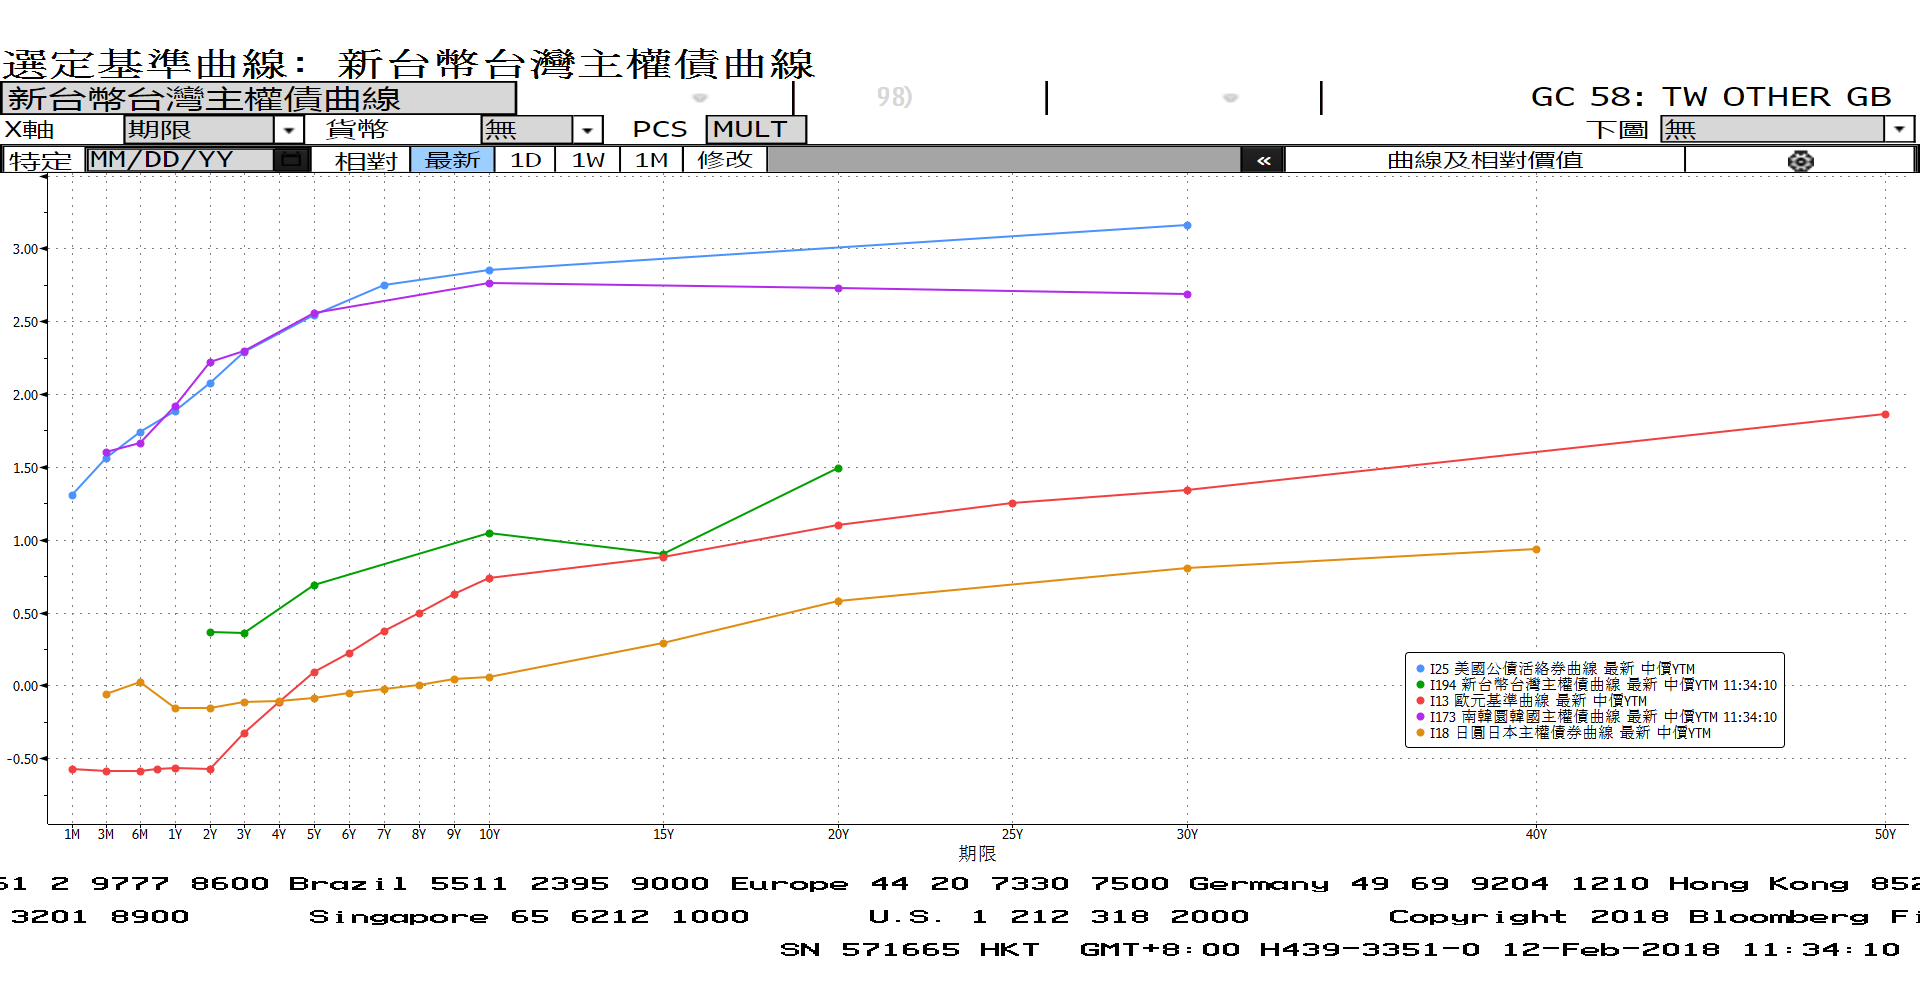 選定基準曲線: 新台幣台灣主權債曲線
新台幣台灣主權債曲線 98) GC 58: TW OTHER GB
X軸 期限 貨幣 無 PCS MULT 下圖 無
特定 MM/DD/YY 相對 最新 1D 1W 1M 修改 « 曲線及相對價值
3.00
2.50
2.00
1.50
1.00
0.50
0.00
-0.50
I25 美國公債活絡券曲線 最新 中價YTM
I194 新台幣台灣主權債曲線 最新 中價YTM 11:34:10
I13 歐元基準曲線 最新 中價YTM
I173 南韓圜韓國主權債曲線 最新 中價YTM 11:34:10
I18 日圓日本主權債券曲線 最新 中價YTM
1M 3M 6M 1Y 2Y 3Y 4Y 5Y 6Y 7Y 8Y 9Y 10Y 15Y 20Y 25Y 30Y 40Y 50Y
期限
61 2 9777 8600 Brazil 5511 2395 9000 Europe 44 20 7330 7500 Germany 49 69 9204 1210 Hong Kong 852
3201 8900 Singapore 65 6212 1000 U.S. 1 212 318 2000 Copyright 2018 Bloomberg Fi
SN 571665 HKT GMT+8:00 H439-3351-0 12-Feb-2018 11:34:10